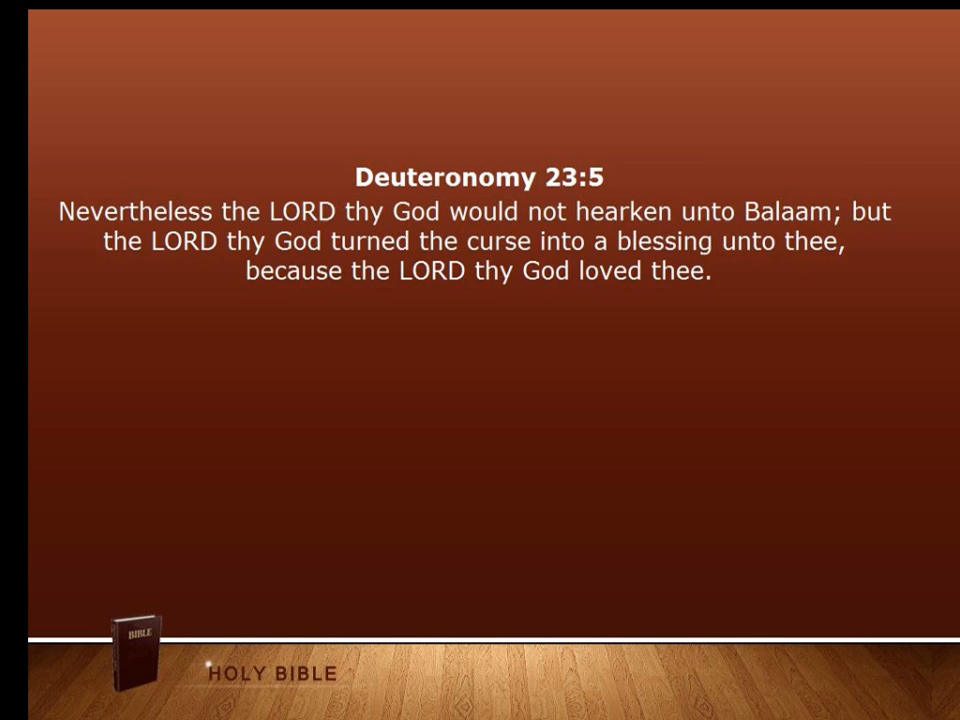 Deuteronomy 23:5
Nevertheless the LORD thy God would not hearken unto Balaam; but
the LORD thy God turned the curse into a blessing unto thee,
because the LORD thy God loved thee.
BIBLE
HOLY BIBLE